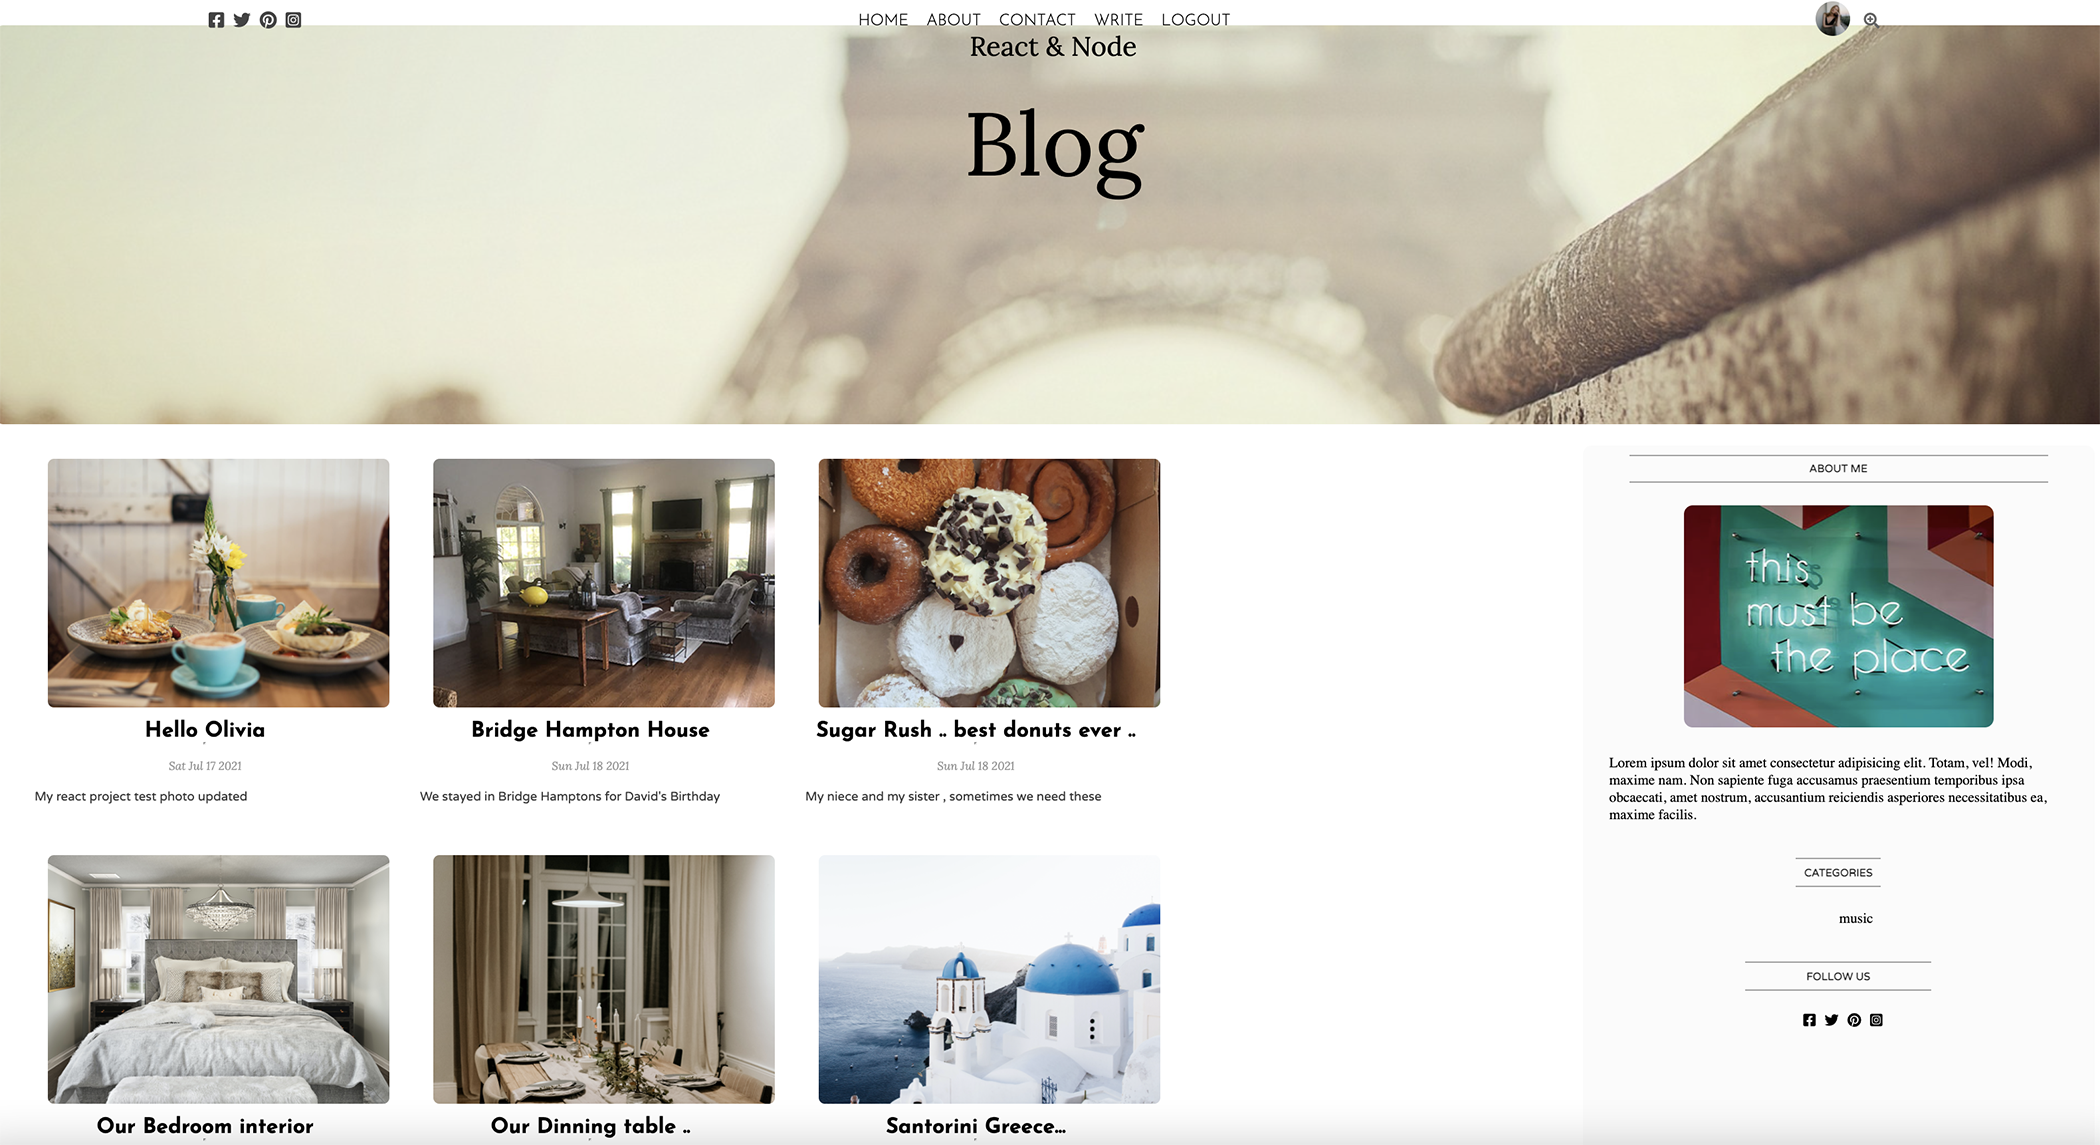 HOME ABOUT CONTACT WRITE LOGOUT
React & Node
Blog
Hello Olivia
Sat Jul 17 2021
My react project test photo updated
Bridge Hampton House
Sun Jul 18 2021
We stayed in Bridge Hamptons for David's Birthday
Sugar Rush .. best donuts ever ..
Sun Jul 18 2021
My niece and my sister , sometimes we need these
Our Bedroom interior
Our Dinning table ..
Santorini Greece...
ABOUT ME
this
must be
the place
Lorem ipsum dolor sit amet consectetur adipisicing elit. Totam, vel! Modi,
maxime nam. Non sapiente fuga accusamus praesentium temporibus ipsa
obcaecati, amet nostrum, accusantium reiciendis asperiores necessitatibus ea,
maxime facilis.
CATEGORIES
music
FOLLOW US